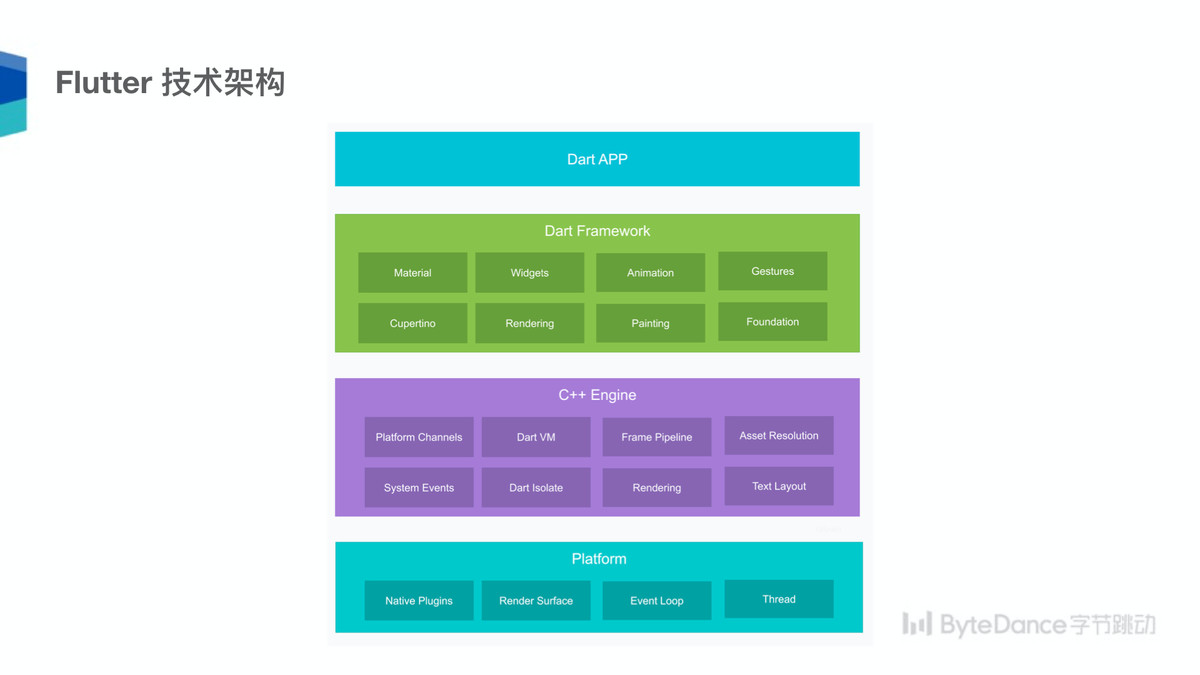 Flutter 技术架构
Dart APP
Dart Framework
Material Widgets Animation Gestures
Cupertino Rendering Painting Foundation
C++ Engine
Platform Channels Dart VM Frame Pipeline Asset Resolution
System Events Dart Isolate Rendering Text Layout
Platform
Native Plugins Render Surface Event Loop Thread
ByteDance字节跳动